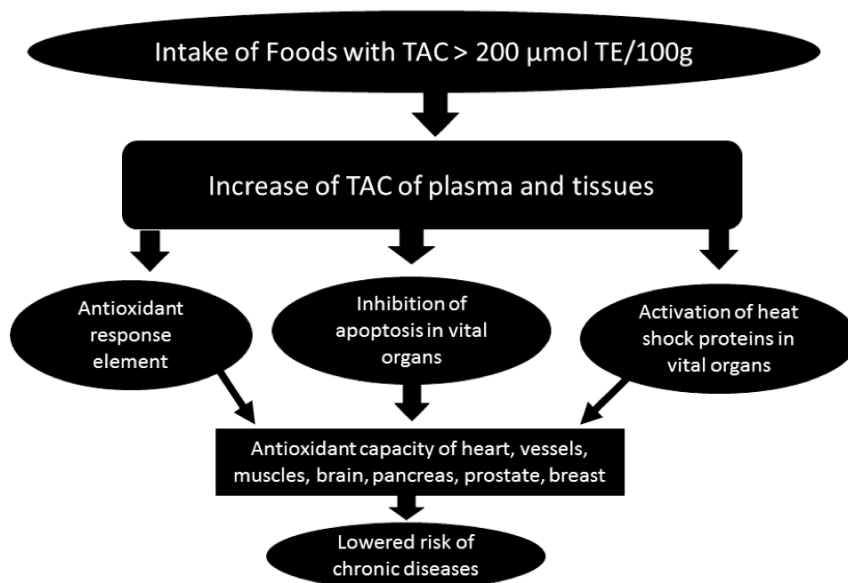 Intake of Foods with TAC > 200 μmol TE/100g
Increase of TAC of plasma and tissues
Antioxidant
response
element
Inhibition of
apoptosis in vital
organs
Activation of heat
shock proteins in
vital organs
Antioxidant capacity of heart, vessels,
muscles, brain, pancreas, prostate, breast
Lowered risk of
chronic diseases